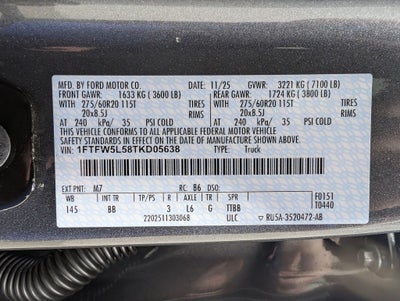 MFD. BY FORD MOTOR CO. 11/25 GVWR: 3221 KG ( 7100 LB)
FRONT GAWR: 1633 KG ( 3600 LB) REAR GAWR: 1724 KG ( 3800 LB)
WITH 275/60R20 115T WITH 275/60R20 115T
TIRES 20x8.5J TIRES 20x8.5J
RIMS RIMS
AT 240 kPa/ 35 PSI COLD AT 240 kPa/ 35 PSI COLD
THIS VEHICLE CONFORMS TO ALL APPLICABLE FEDERAL MOTOR VEHICLE
SAFETY STANDARDS IN EFFECT ON THE DATE OF MANUFACTURE SHOWN ABOVE.
VIN: 1FTFW5L58TKD05638 TYPE: Truck
EXT PNT: M7 RC: B6 DSO:
WB BRK INT TR TP/PS R AXLE TR SPR F0151
145 BB 3 L6 G TTBB T0440
2202511303068 ULC RU5A-3520472-AB